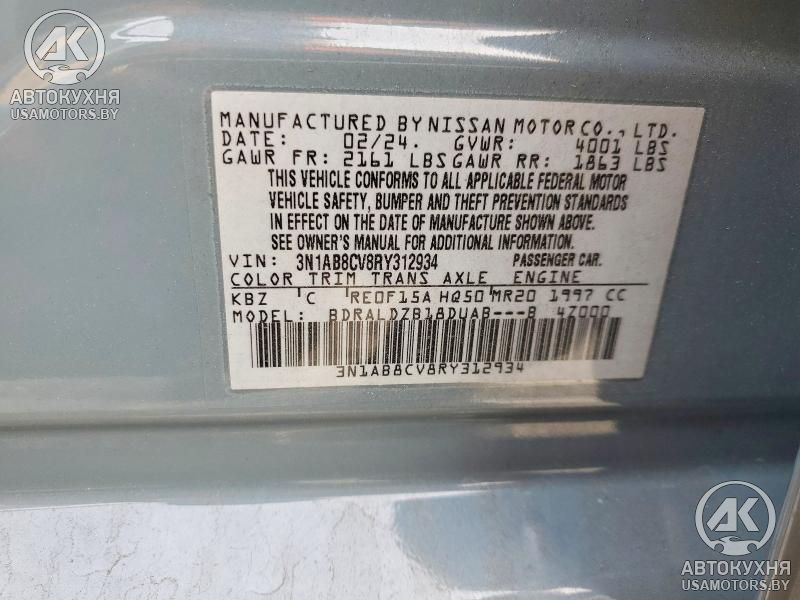 АК
АВТОКУХНЯ
USAMOTORS.BY
MANUFACTURED BY NISSAN MOTOR CO., LTD.
DATE: 02/24. GVWR: 4001 LBS
GAWR FR: 2161 LBS GAWR RR: 1863 LBS
THIS VEHICLE CONFORMS TO ALL APPLICABLE FEDERAL MOTOR
VEHICLE SAFETY, BUMPER AND THEFT PREVENTION STANDARDS
IN EFFECT ON THE DATE OF MANUFACTURE SHOWN ABOVE.
SEE OWNER'S MANUAL FOR ADDITIONAL INFORMATION.
VIN: 3N1AB8CV8RY312934 PASSENGER CAR.
COLOR TRIM TRANS AXLE ENGINE
KBZ C RE0F15A HQ50 MR20 1997 CC
MODEL: BDRALDZB18DUAB---B 4Z000
3N1AB8CV8RY312934
АК
АВТОКУХНЯ
USAMOTORS.BY